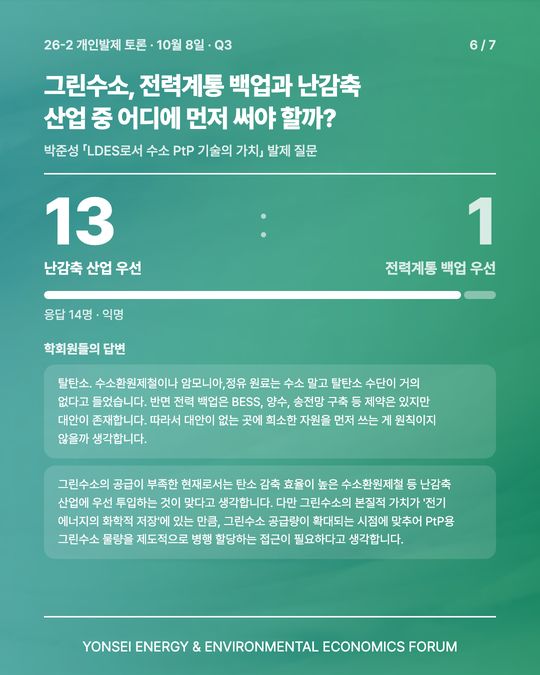 26-2 개인발제 토론 · 10월 8일 · Q3
6 / 7
그린수소, 전력계통 백업과 난감축
산업 중 어디에 먼저 써야 할까?
박준성 「LDES로서 수소 PtP 기술의 가치」 발제 질문
13 : 1
난감축 산업 우선
전력계통 백업 우선
응답 14명 · 익명
학회원들의 답변
탈탄소. 수소환원제철이나 암모니아,정유 원료는 수소 말고 탈탄소 수단이 거의
없다고 들었습니다. 반면 전력 백업은 BESS, 양수, 송전망 구축 등 제약은 있지만
대안이 존재합니다. 따라서 대안이 없는 곳에 희소한 자원을 먼저 쓰는 게 원칙이지
않을까 생각합니다.
그린수소의 공급이 부족한 현재로서는 탄소 감축 효율이 높은 수소환원제철 등 난감축
산업에 우선 투입하는 것이 맞다고 생각합니다. 다만 그린수소의 본질적 가치가 '전기
에너지의 화학적 저장'에 있는 만큼, 그린수소 공급량이 확대되는 시점에 맞추어 PtP용
그린수소 물량을 제도적으로 병행 할당하는 접근이 필요하다고 생각합니다.
YONSEI ENERGY & ENVIRONMENTAL ECONOMICS FORUM